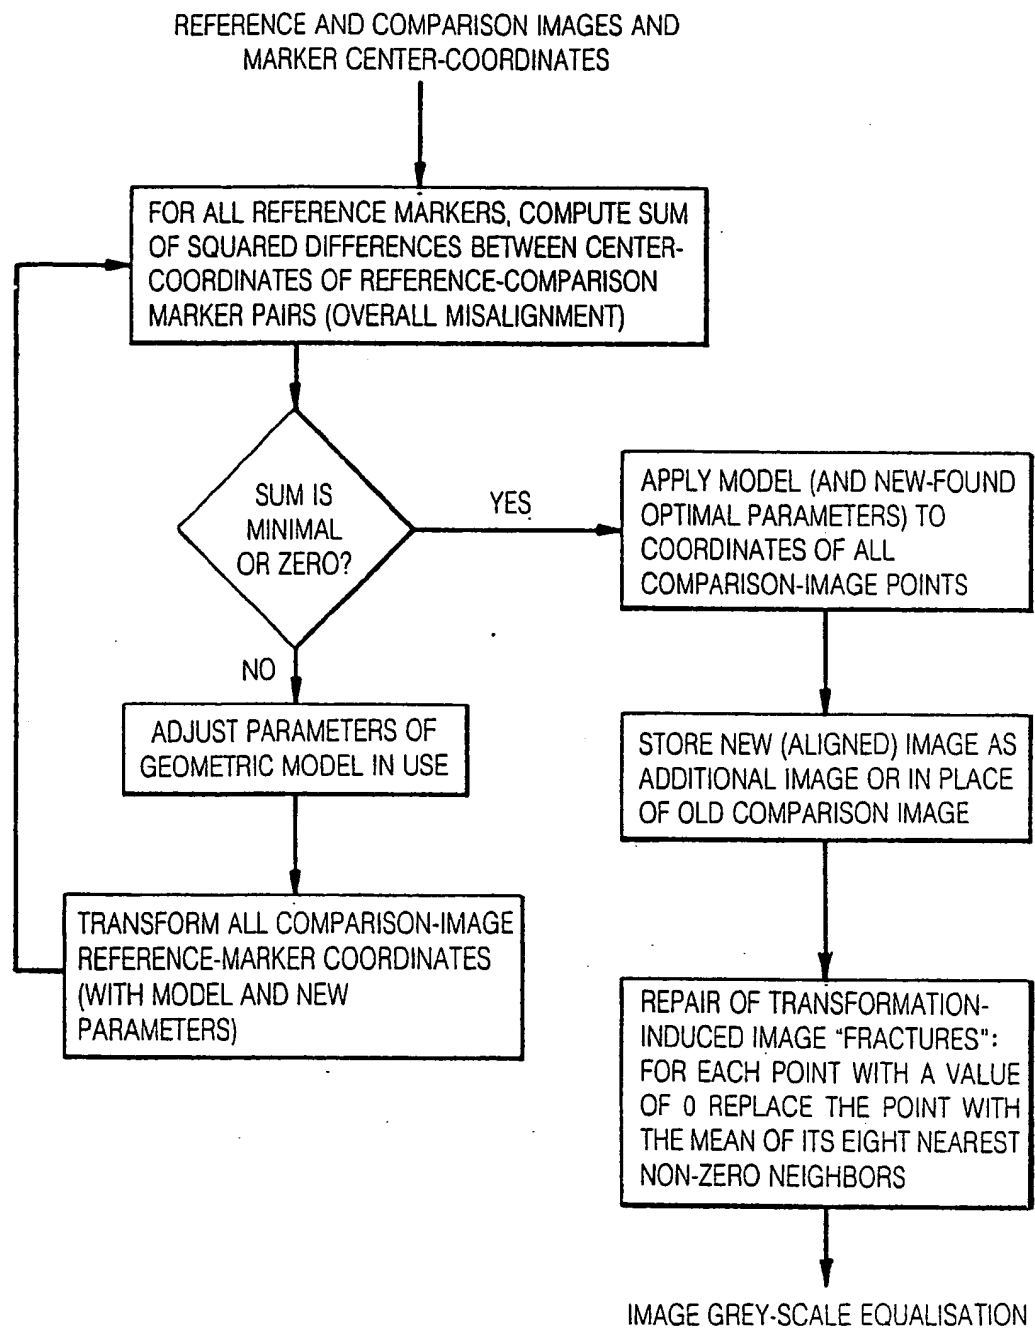 REFERENCE AND COMPARISON IMAGES AND
MARKER CENTER-COORDINATES
FOR ALL REFERENCE MARKERS, COMPUTE SUM
OF SQUARED DIFFERENCES BETWEEN CENTER-
COORDINATES OF REFERENCE-COMPARISON
MARKER PAIRS (OVERALL MISALIGNMENT)
SUM IS
MINIMAL
OR ZERO?
YES
NO
ADJUST PARAMETERS OF
GEOMETRIC MODEL IN USE
TRANSFORM ALL COMPARISON-IMAGE
REFERENCE-MARKER COORDINATES
(WITH MODEL AND NEW
PARAMETERS)
APPLY MODEL (AND NEW-FOUND
OPTIMAL PARAMETERS) TO
COORDINATES OF ALL
COMPARISON-IMAGE POINTS
STORE NEW (ALIGNED) IMAGE AS
ADDITIONAL IMAGE OR IN PLACE
OF OLD COMPARISON IMAGE
REPAIR OF TRANSFORMATION-
INDUCED IMAGE "FRACTURES":
FOR EACH POINT WITH A VALUE
OF 0 REPLACE THE POINT WITH
THE MEAN OF ITS EIGHT NEAREST
NON-ZERO NEIGHBORS
IMAGE GREY-SCALE EQUALISATION